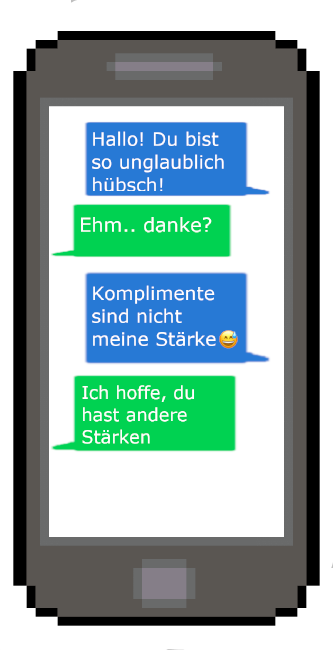 Hallo! Du bist
so unglaublich
hübsch!
Ehm.. danke?
Komplimente
sind nicht
meine Stärke😅
Ich hoffe, du
hast andere
Stärken